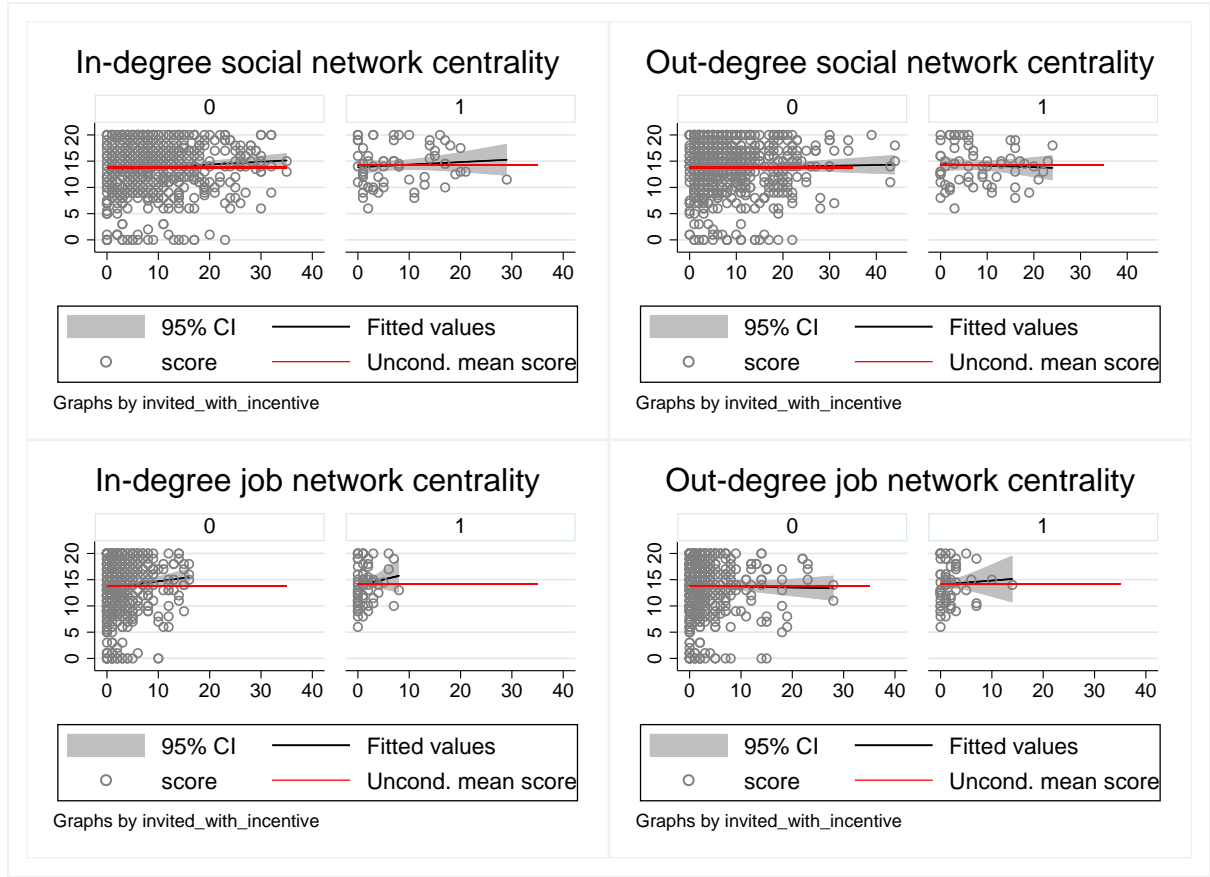 In-degree social network centrality
0 1
20
15
10
5
0
0 10 20 30 40 0 10 20 30 40
95% CI Fitted values
score Uncond. mean score
Graphs by invited_with_incentive
Out-degree social network centrality
0 1
20
15
10
5
0
0 10 20 30 40 0 10 20 30 40
95% CI Fitted values
score Uncond. mean score
Graphs by invited_with_incentive
In-degree job network centrality
0 1
20
15
10
5
0
0 10 20 30 40 0 10 20 30 40
95% CI Fitted values
score Uncond. mean score
Graphs by invited_with_incentive
Out-degree job network centrality
0 1
20
15
10
5
0
0 10 20 30 40 0 10 20 30 40
95% CI Fitted values
score Uncond. mean score
Graphs by invited_with_incentive